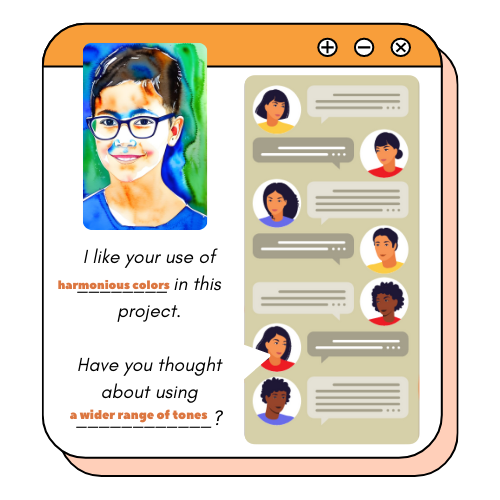 I like your use of
harmonious colors in this
project.
Have you thought
about using
a wider range of tones ?